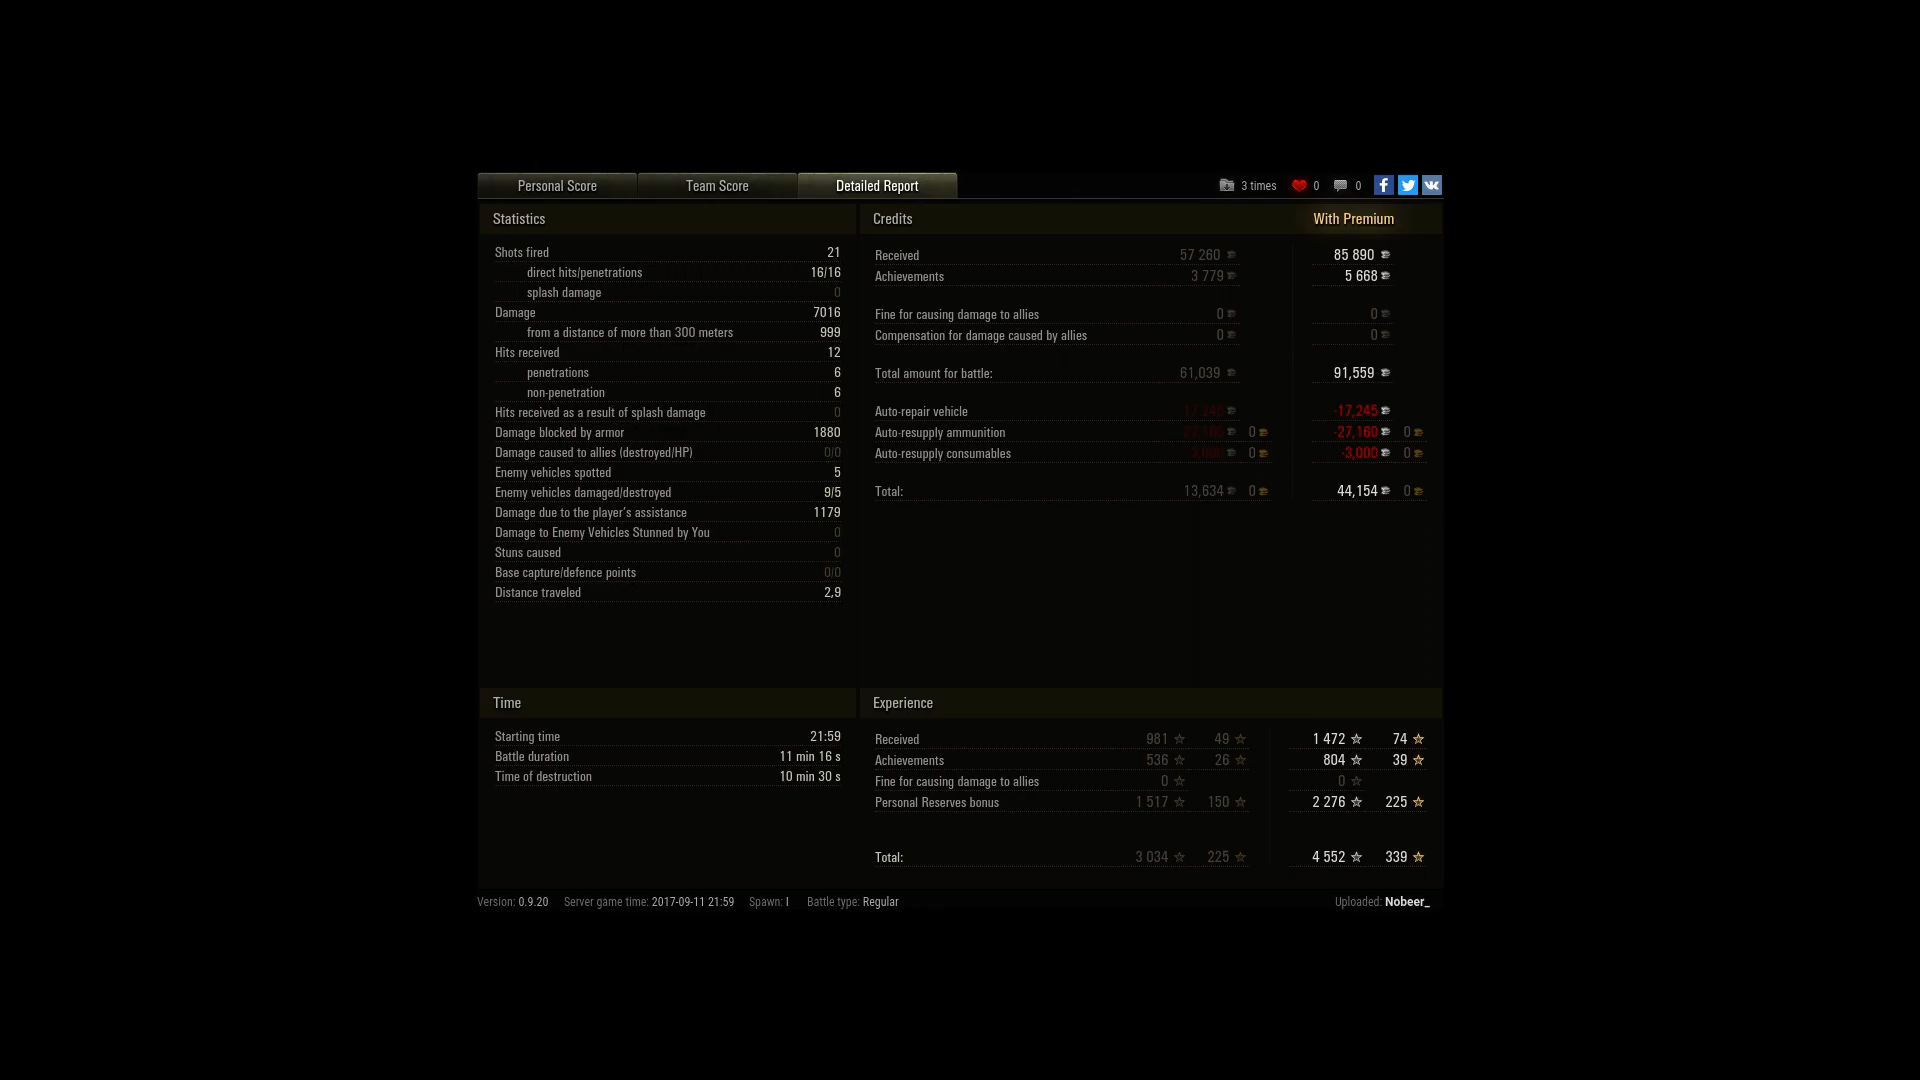 Personal Score Team Score Detailed Report 3 times 0 0
Statistics
Shots fired 21
direct hits/penetrations 16/16
splash damage 0
Damage 7016
from a distance of more than 300 meters 999
Hits received 12
penetrations 6
non-penetration 6
Hits received as a result of splash damage 0
Damage blocked by armor 1880
Damage caused to allies (destroyed/HP) 0/0
Enemy vehicles spotted 5
Enemy vehicles damaged/destroyed 9/5
Damage due to the player's assistance 1179
Damage to Enemy Vehicles Stunned by You 0
Stuns caused 0
Base capture/defence points 0/0
Distance traveled 2,9
Credits With Premium
Received 57 260 85 890
Achievements 3 779 5 668
Fine for causing damage to allies 0 0
Compensation for damage caused by allies 0 0
Total amount for battle: 61,039 91,559
Auto-repair vehicle 17,245 -17,245
Auto-resupply ammunition 0 -27,160 0
Auto-resupply consumables 0 -3,000 0
Total: 13,634 0 44,154 0
Time
Starting time 21:59
Battle duration 11 min 16 s
Time of destruction 10 min 30 s
Experience
Received 981 49 1 472 74
Achievements 536 26 804 39
Fine for causing damage to allies 0 0
Personal Reserves bonus 1 517 150 2 276 225
Total: 3 034 225 4 552 339
Version: 0.9.20 Server game time: 2017-09-11 21:59 Spawn: I Battle type: Regular Uploaded: Nobeer_